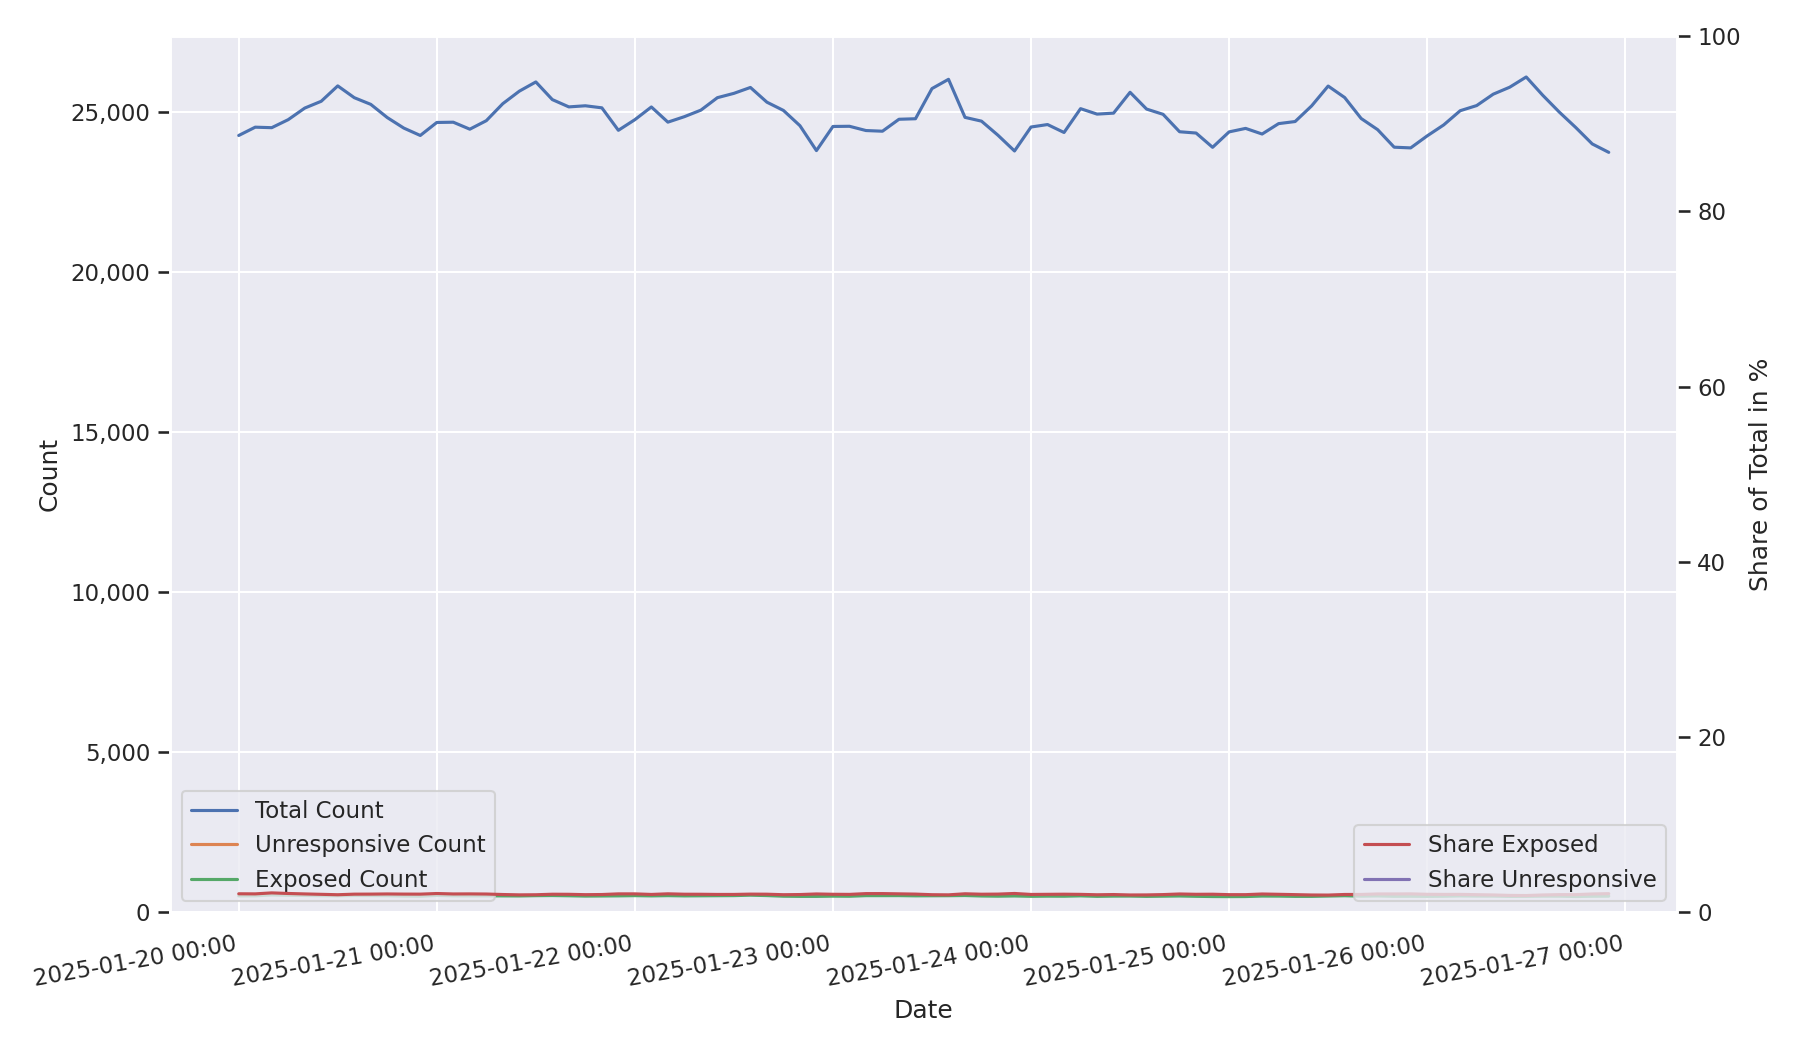 100
25,000
80
20,000
60
15,000
Count
Share of Total in %
10,000
40
5,000
20
Total Count
Unresponsive Count
Exposed Count
Share Exposed
Share Unresponsive
0
0
2025-01-20 00:00
2025-01-21 00:00
2025-01-22 00:00
2025-01-23 00:00
2025-01-24 00:00
2025-01-25 00:00
2025-01-26 00:00
2025-01-27 00:00
Date